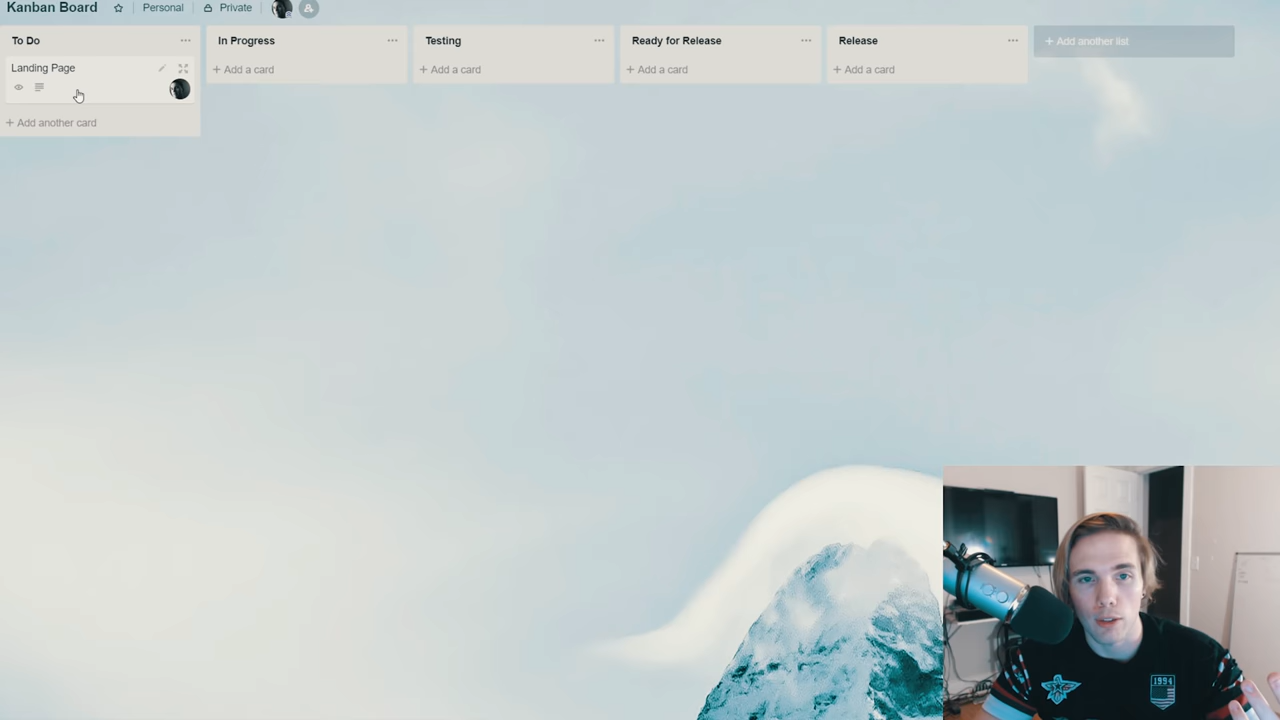 Kanban Board Personal Private
To Do
Landing Page
+ Add another card
In Progress
+ Add a card
Testing
+ Add a card
Ready for Release
+ Add a card
Release
+ Add a card
+ Add another list
1994